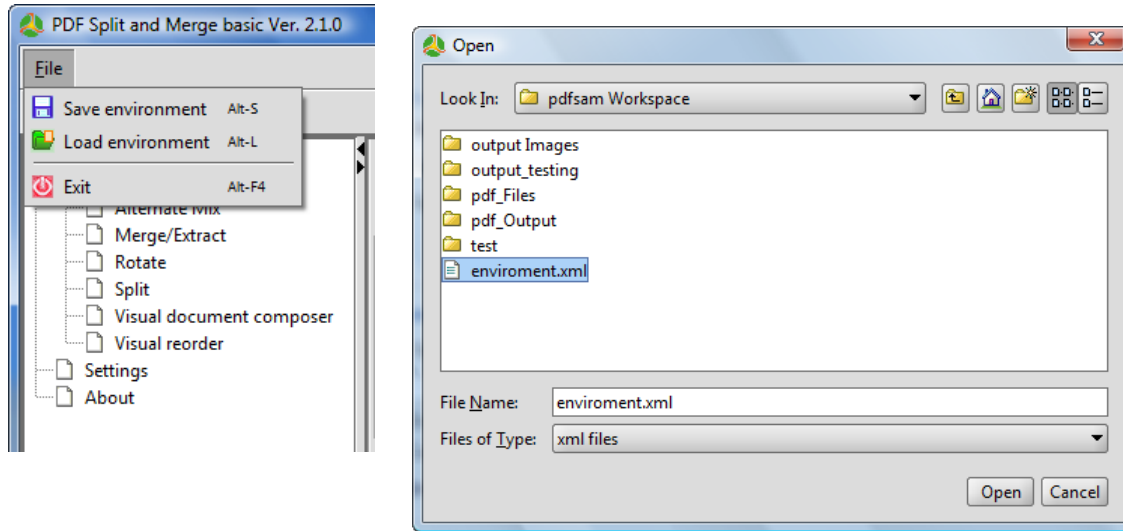 PDF Split and Merge basic Ver. 2.1.0
File
Save environment Alt-S
Load environment Alt-L
Exit Alt-F4
Alternate Mix
Merge/Extract
Rotate
Split
Visual document composer
Visual reorder
Settings
About
Open
Look In: pdfsam Workspace
output Images
output_testing
pdf_Files
pdf_Output
test
enviroment.xml
File Name: enviroment.xml
Files of Type: xml files
Open Cancel